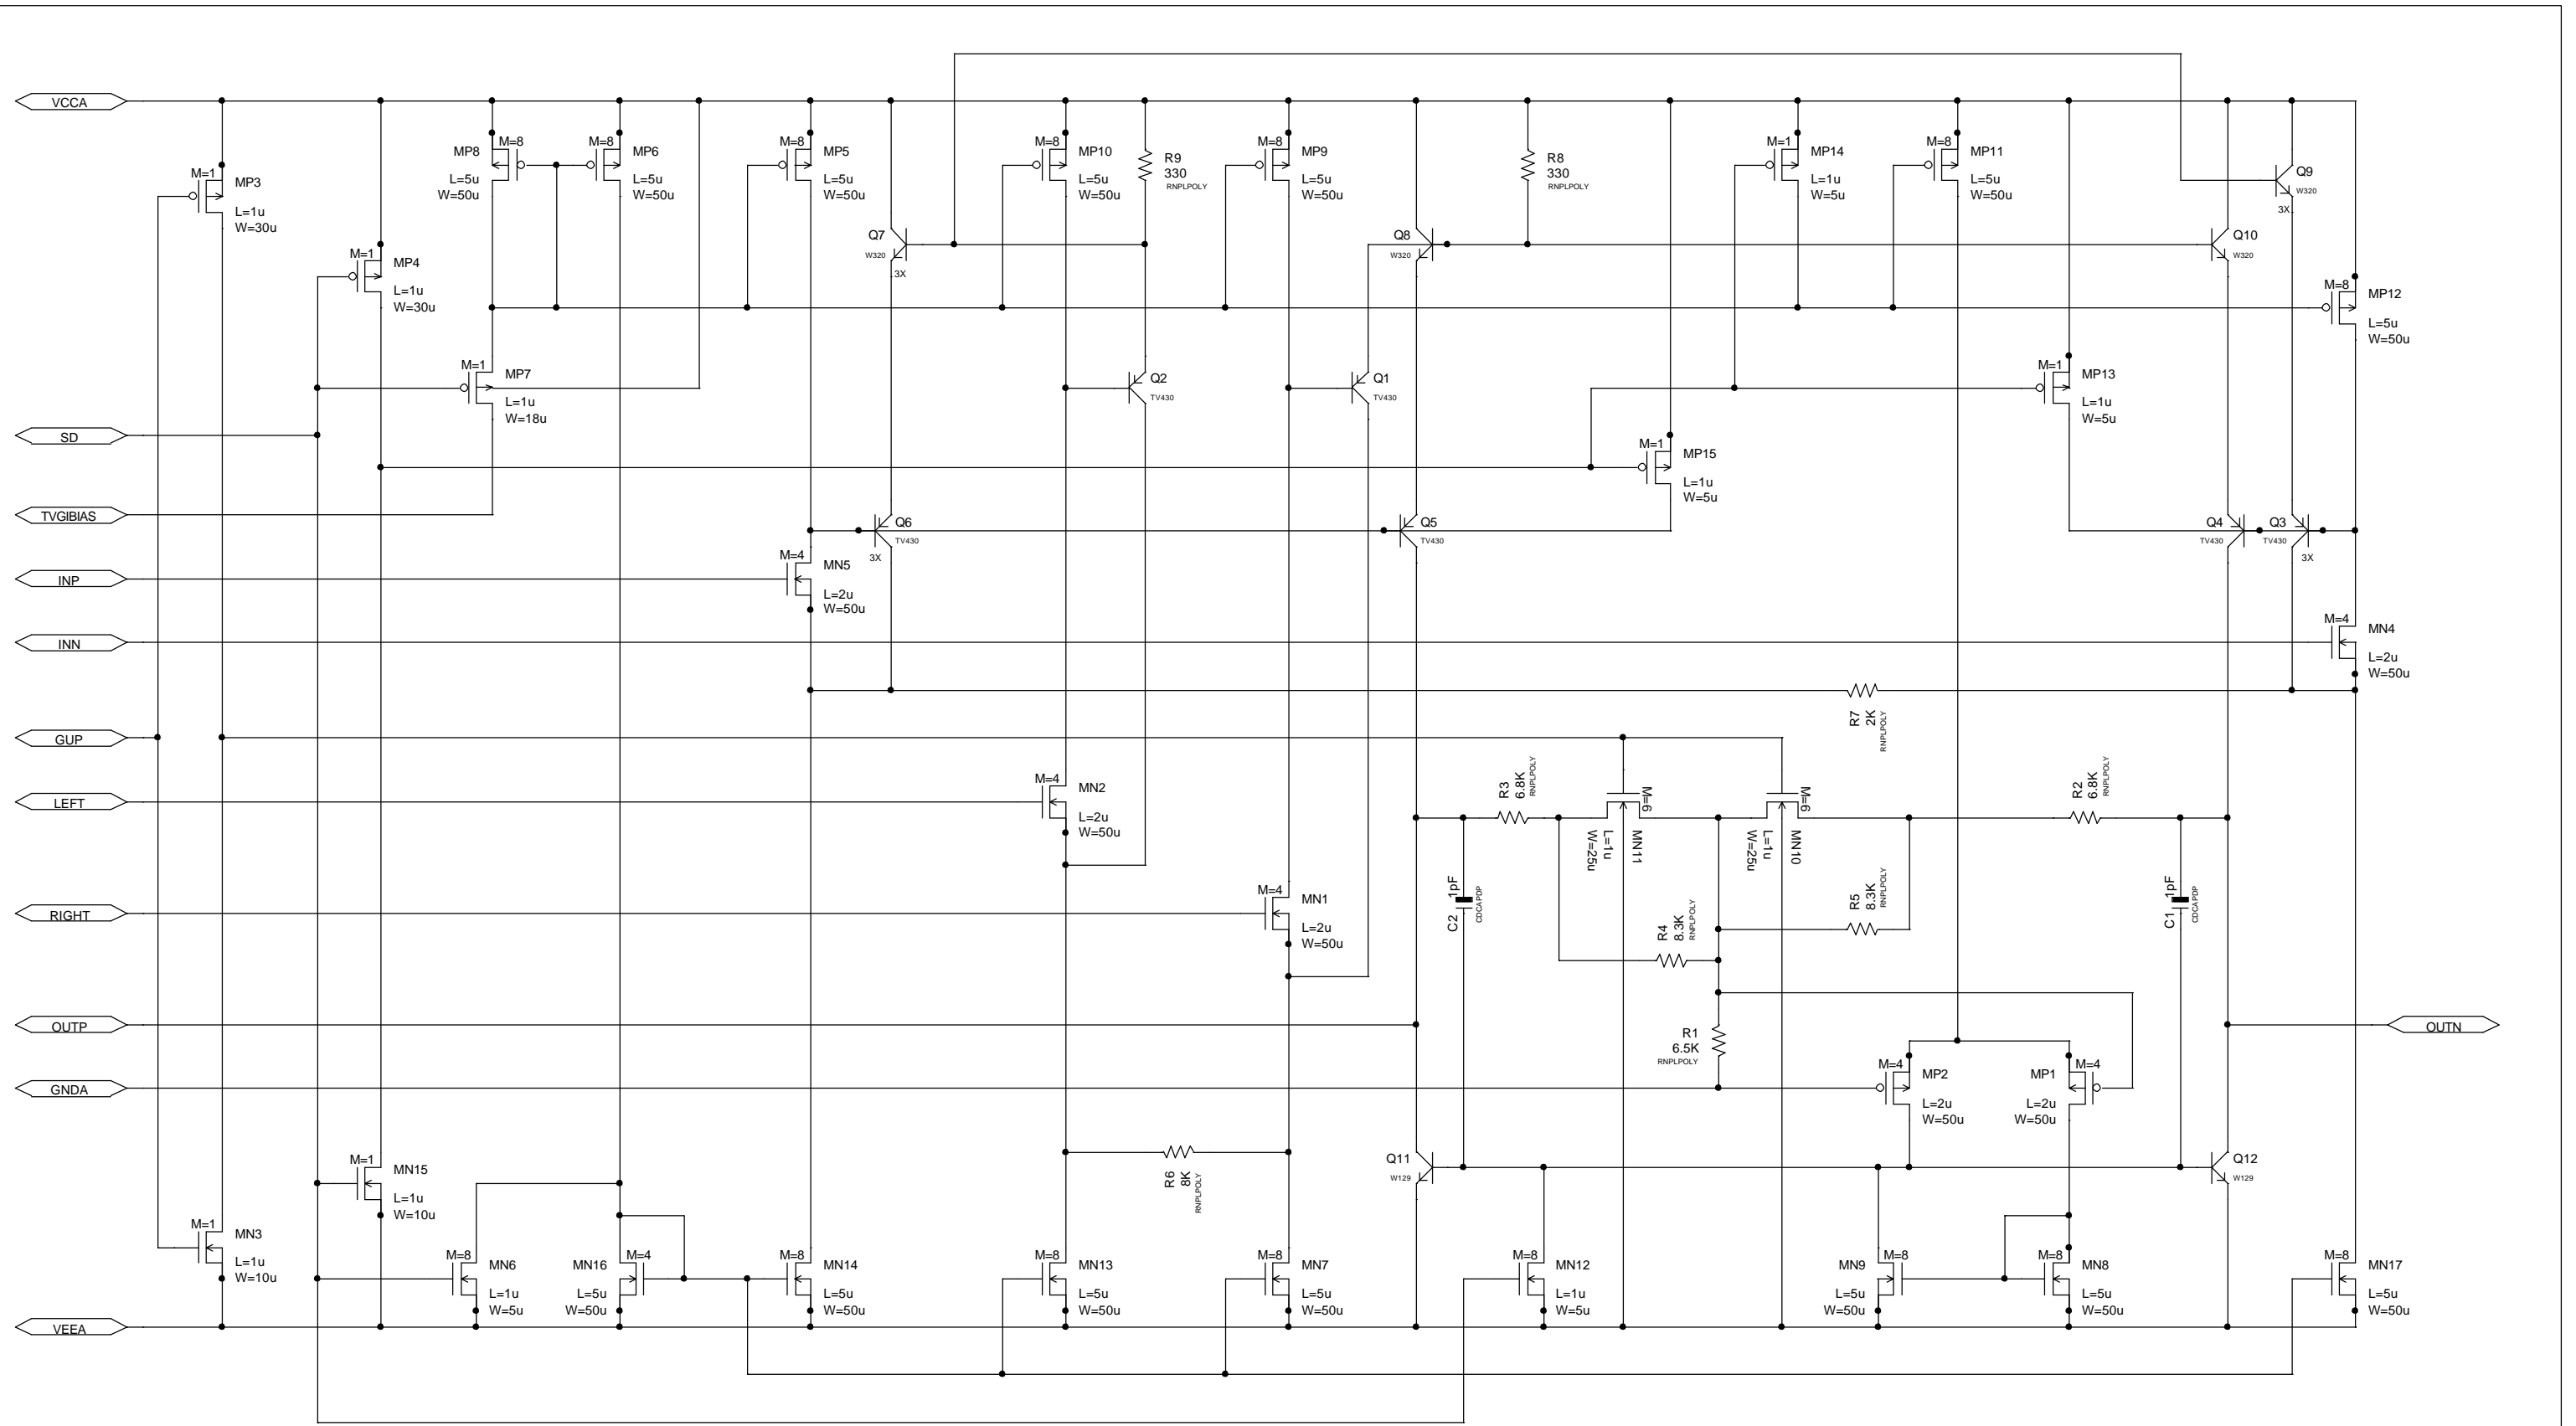 VCCA
M=1
MP3
L=1u
W=30u
M=1
MP4
L=1u
W=30u
MP8
M=8
L=5u
W=50u
M=8
MP6
L=5u
W=50u
M=8
MP5
L=5u
W=50u
Q7
W320
3X
M=8
MP10
L=5u
W=50u
R9
330
RNPLPOLY
M=8
MP9
L=5u
W=50u
Q8
W320
R8
330
RNPLPOLY
M=1
MP14
L=1u
W=5u
M=8
MP11
L=5u
W=50u
Q10
W320
Q9
W320
3X
M=8
MP12
L=5u
W=50u
M=1
MP7
L=1u
W=18u
Q2
TV430
Q1
TV430
M=1
MP13
L=1u
W=5u
SD
M=1
MP15
L=1u
W=5u
TVGIBIAS
Q6
TV430
3X
Q5
TV430
Q4
TV430
Q3
TV430
3X
INP
M=4
MN5
L=2u
W=50u
INN
M=4
MN4
L=2u
W=50u
R7
2K
RNPLPOLY
GUP
LEFT
M=4
MN2
L=2u
W=50u
R3
6.8K
RNPLPOLY
M=6
MN11
L=1u
W=25u
M=6
MN10
L=1u
W=25u
R2
6.8K
RNPLPOLY
RIGHT
M=4
MN1
L=2u
W=50u
C2 1pF
CDCAPDP
R4
8.3K
RNPLPOLY
R5
8.3K
RNPLPOLY
C1 1pF
CDCAPDP
OUTP
OUTN
R1
6.5K
RNPLPOLY
GNDA
M=4
MP2
L=2u
W=50u
MP1
M=4
L=2u
W=50u
M=1
MN15
L=1u
W=10u
R6
8K
RNPLPOLY
Q11
W129
Q12
W129
M=1
MN3
L=1u
W=10u
M=8
MN6
L=1u
W=5u
MN16
M=4
L=5u
W=50u
M=8
MN14
L=5u
W=50u
M=8
MN13
L=5u
W=50u
M=8
MN7
L=5u
W=50u
M=8
MN12
L=1u
W=5u
MN9
M=8
L=5u
W=50u
M=8
MN8
L=5u
W=50u
M=8
MN17
L=5u
W=50u
VEEA